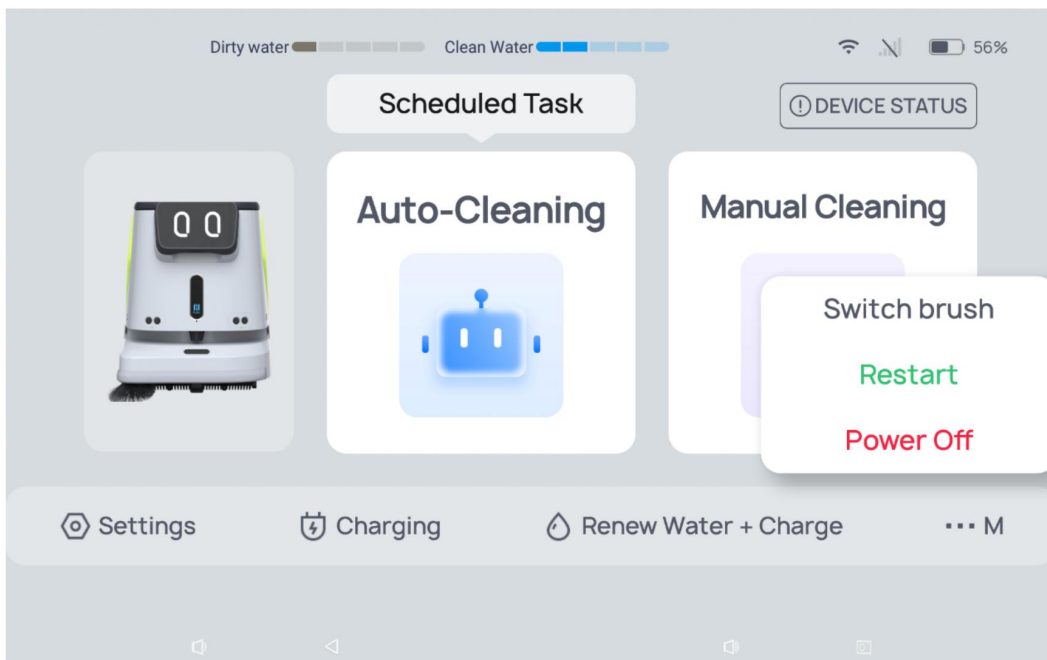 Dirty water
Clean Water
56%
Scheduled Task
DEVICE STATUS
Auto-Cleaning
Manual Cleaning
Switch brush
Restart
Power Off
Settings
Charging
Renew Water + Charge
··· M